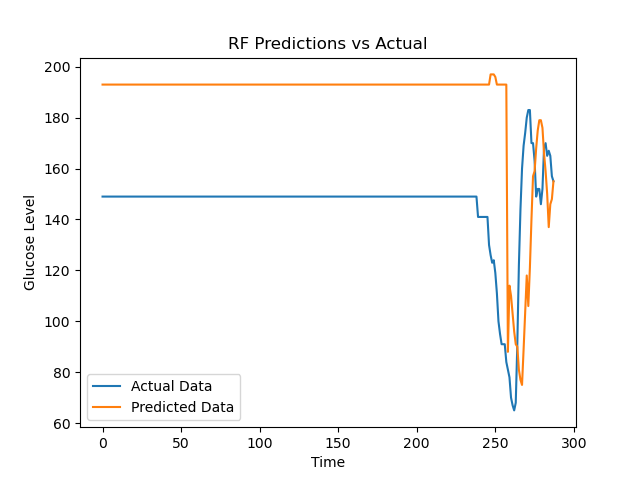 RF Predictions vs Actual
200
180
160
140
120
100
80
60
Glucose Level
Actual Data
Predicted Data
0 50 100 150 200 250 300
Time